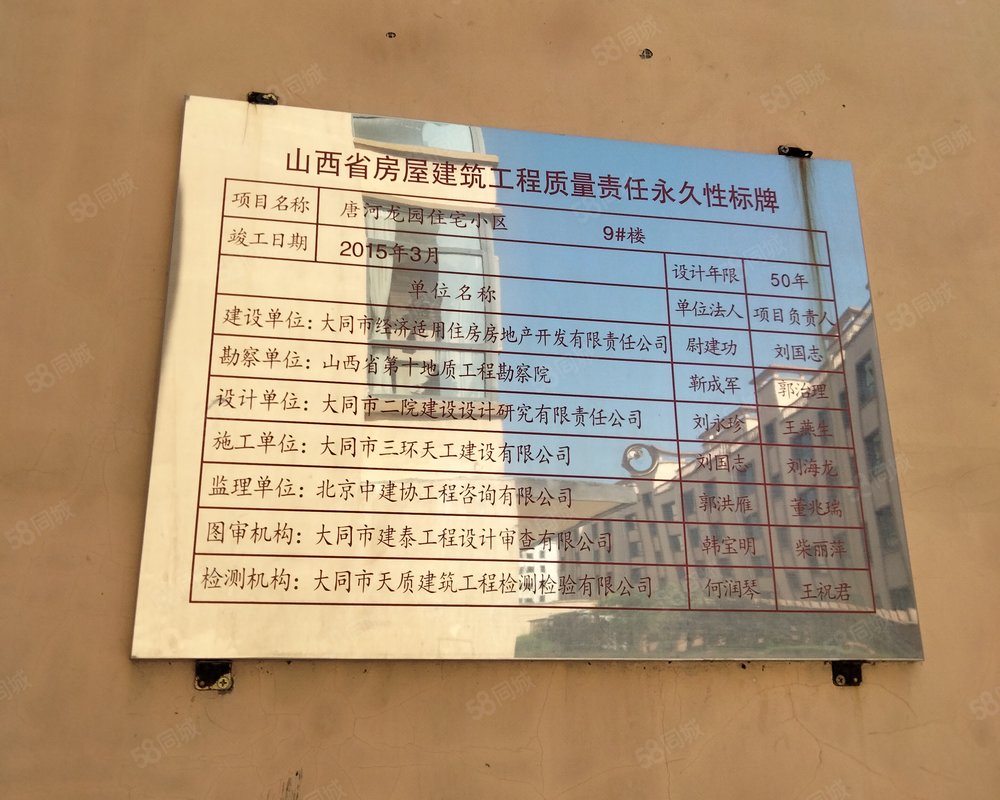 山西省房屋建筑工程质量责任永久性标牌
项目名称 唐河龙园住宅小区 9#楼
竣工日期 2015年3月 设计年限 50年
单位名称 单位法人 项目负责人
建设单位：大同市经济适用住房房地产开发有限责任公司 尉建功 刘国志
勘察单位：山西省第十地质工程勘察院 靳成军 郭治理
设计单位：大同市二院建设设计研究有限责任公司 刘永珍 王燕生
施工单位：大同市三环天工建设有限公司 刘国志 刘海龙
监理单位：北京中建协工程咨询有限公司 郭洪雁 董兆瑞
图审机构：大同市建泰工程设计审查有限公司 韩宝明 柴丽萍
检测机构：大同市天质建筑工程检测检验有限公司 何润琴 王祝君
58同城